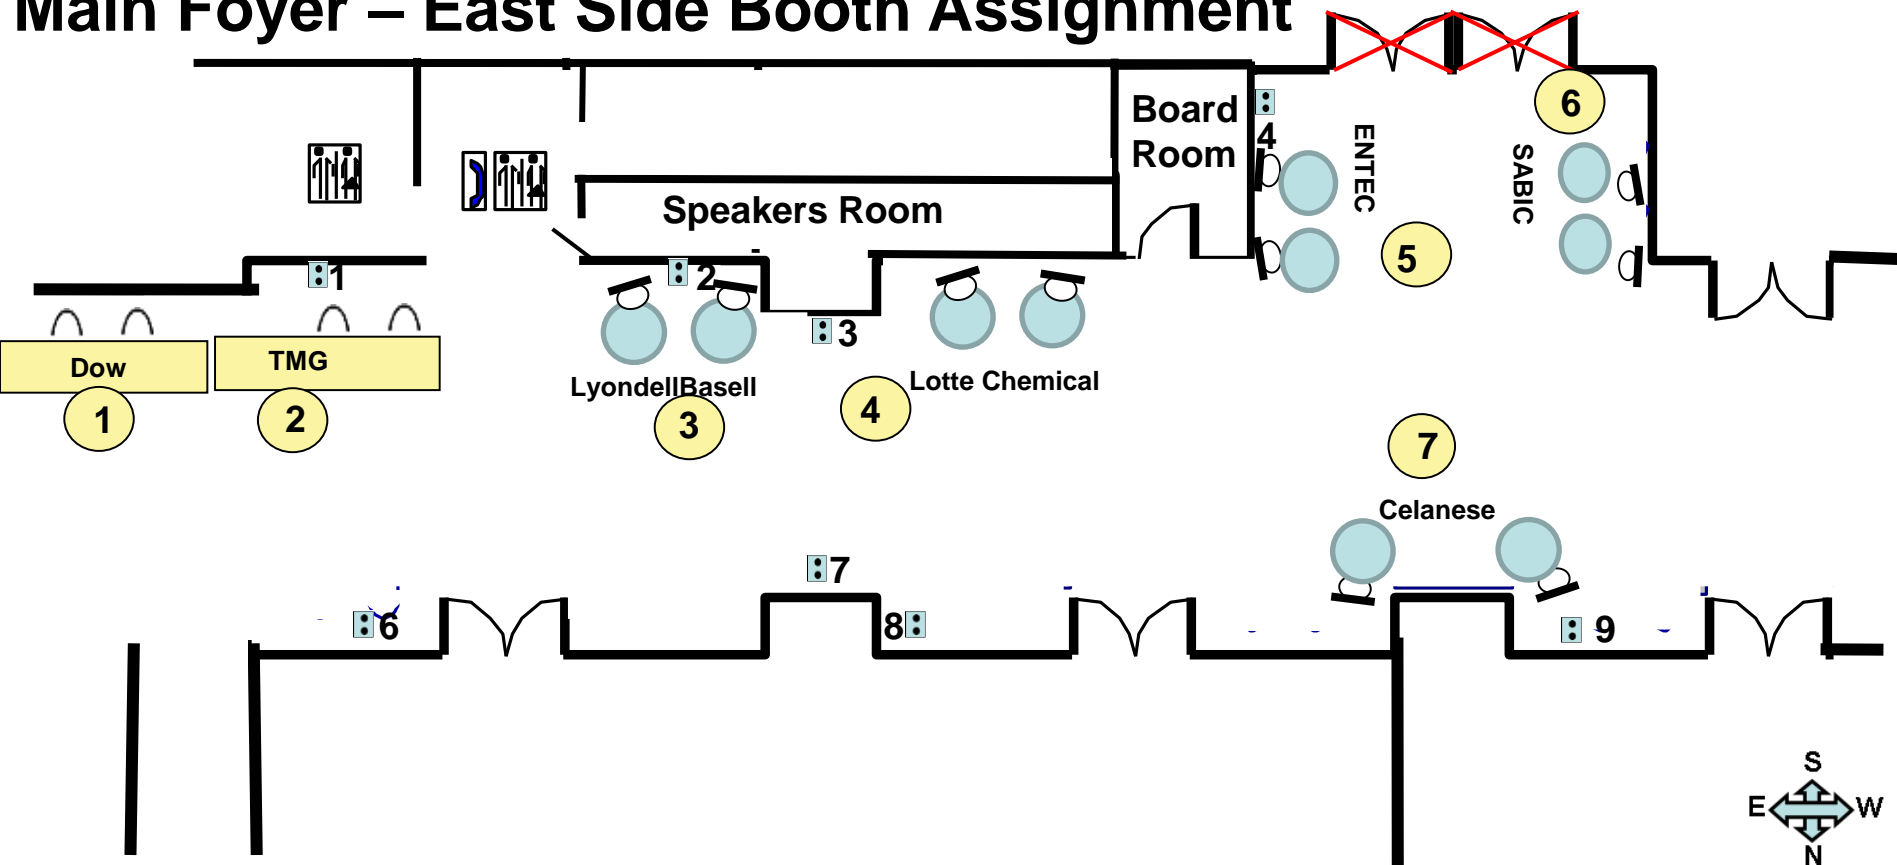 Main Foyer – East Side Booth Assignment
Board
Room
4
6
ENTEC
SABIC
Speakers Room
5
1
2
3
Dow
TMG
LyondellBasell
Lotte Chemical
1
2
3
4
7
Celanese
7
6
8
9
S
E
W
N